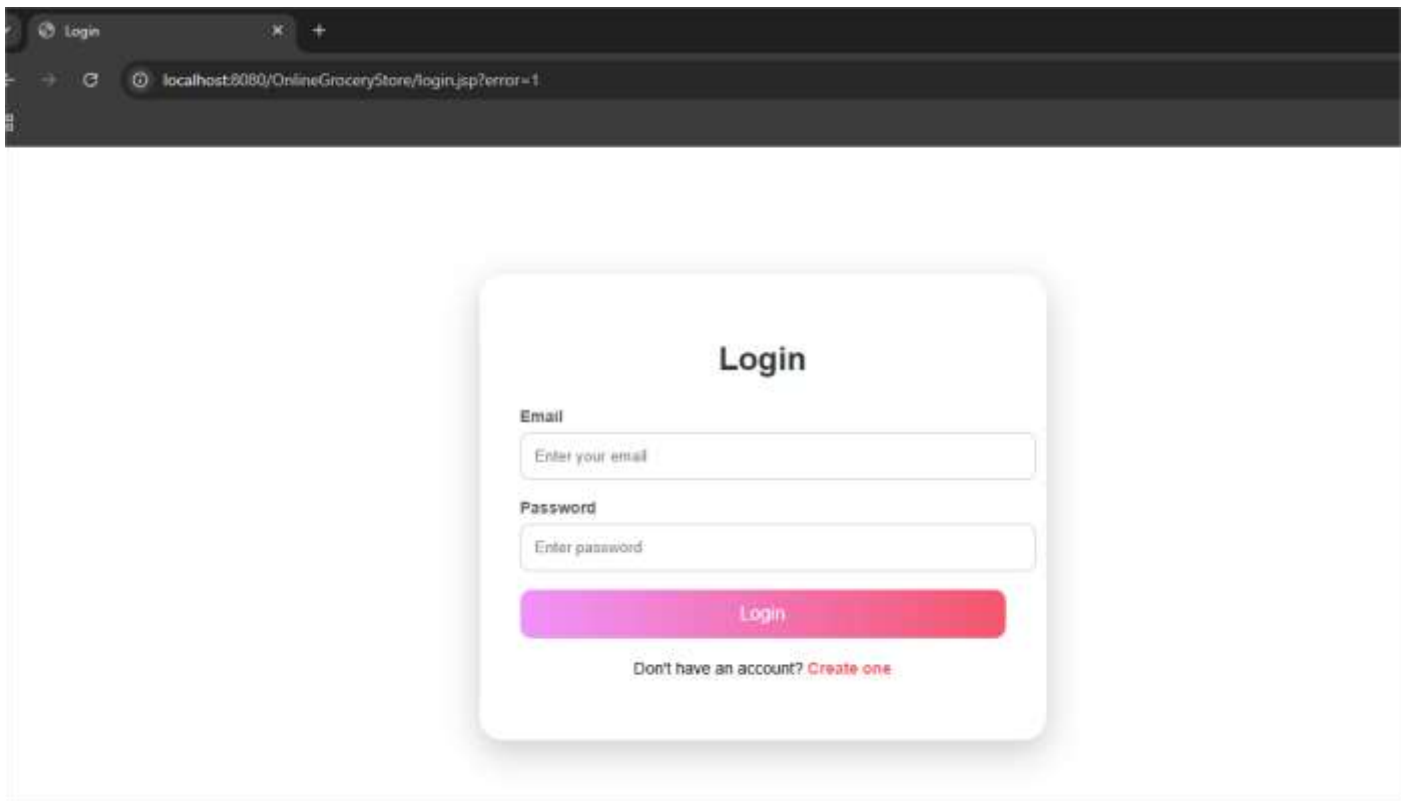 Login
localhost:8080/OnlineGroceryStore/login.jsp?error=1
Login
Email
Enter your email
Password
Enter password
Login
Don't have an account? Create one